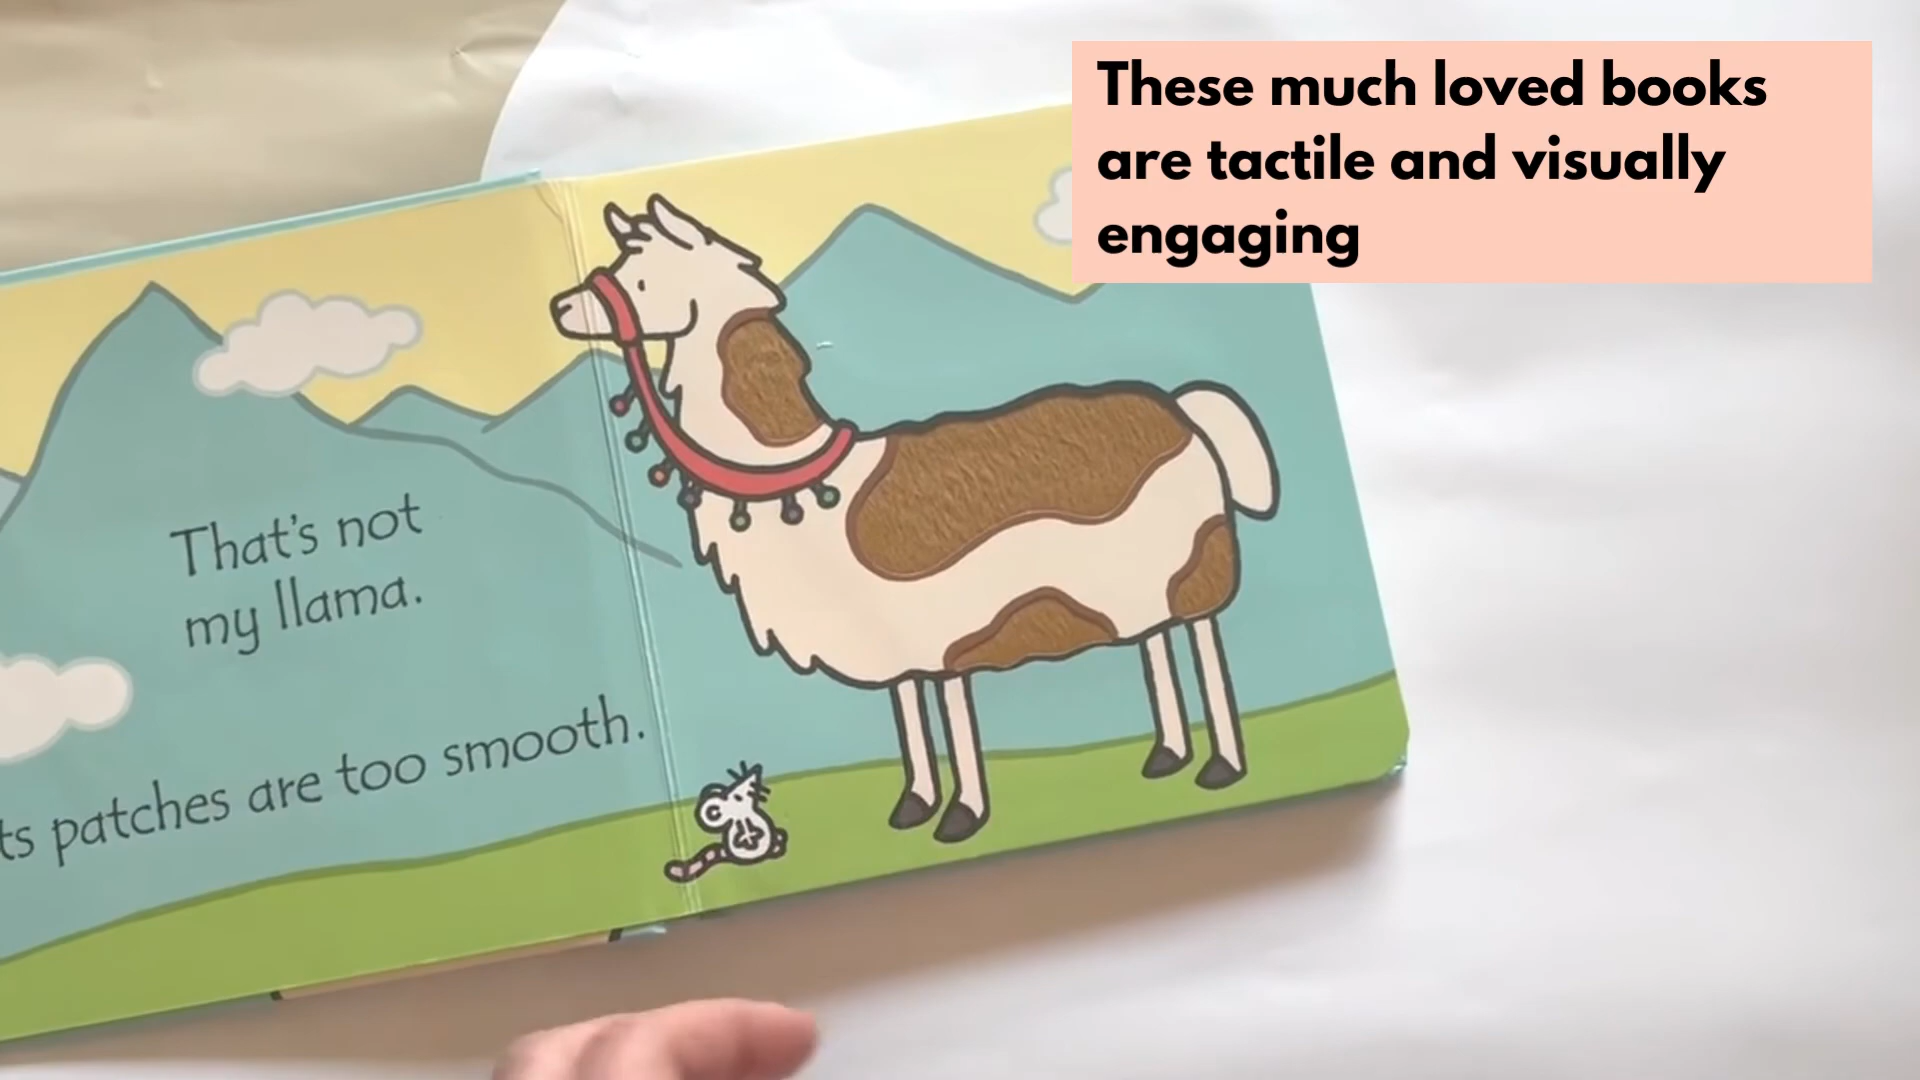 These much loved books
are tactile and visually
engaging
That's not
my llama.
ts patches are too smooth.